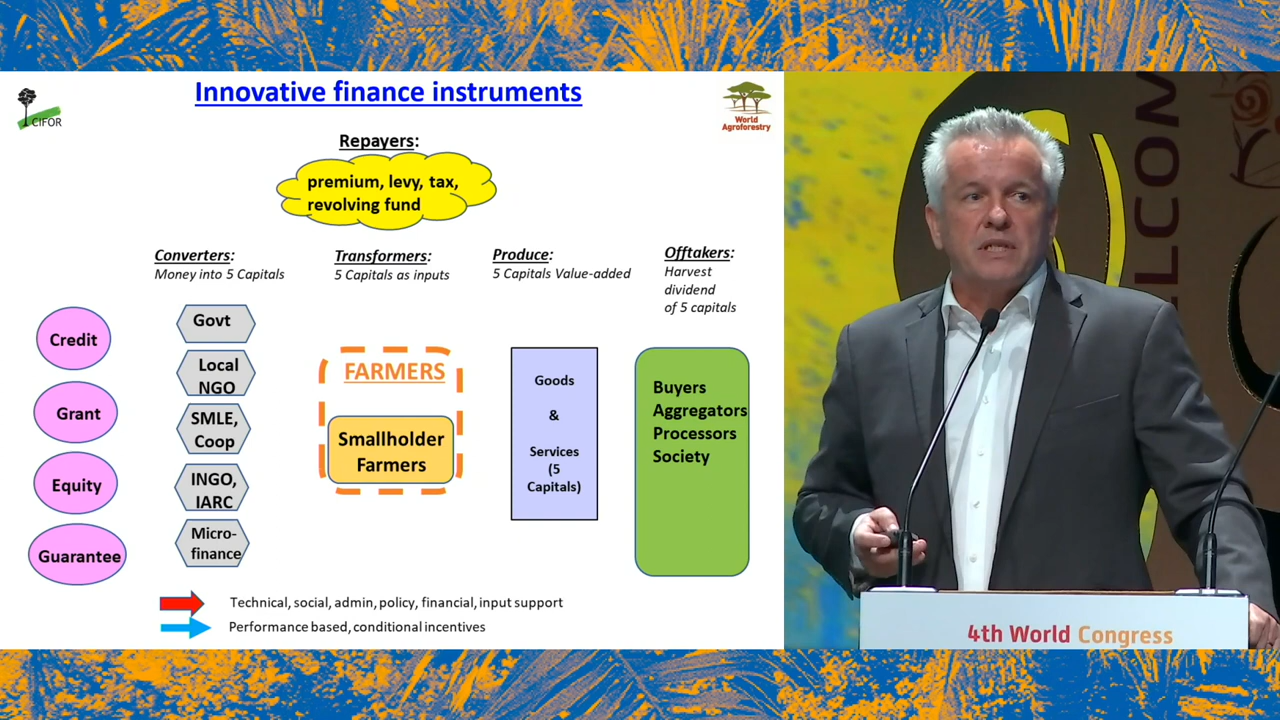 Innovative finance instruments
CIFOR
World
Agroforestry
Repayers:
premium, levy, tax,
revolving fund
Converters:
Money into 5 Capitals
Transformers:
5 Capitals as inputs
Produce:
5 Capitals Value-added
Offtakers:
Harvest
dividend
of 5 capitals
Credit
Grant
Equity
Guarantee
Govt
Local
NGO
SMLE,
Coop
INGO,
IARC
Micro-
finance
FARMERS
Smallholder
Farmers
Goods
&
Services
(5
Capitals)
Buyers
Aggregators
Processors
Society
Technical, social, admin, policy, financial, input support
Performance based, conditional incentives
LCOM
4th World Congress